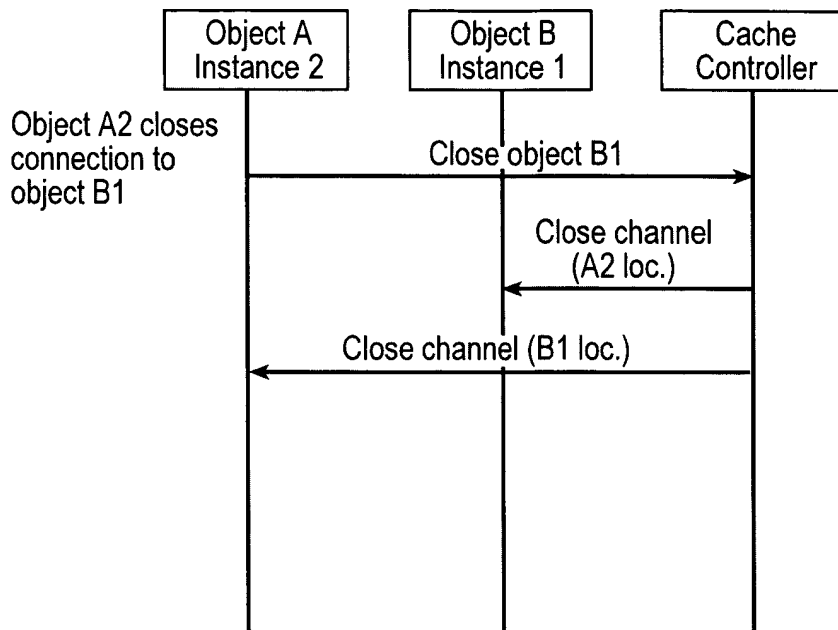 Object A
Instance 2
Object B
Instance 1
Cache
Controller
Object A2 closes
connection to
object B1
Close object B1
Close channel
(A2 loc.)
Close channel (B1 loc.)